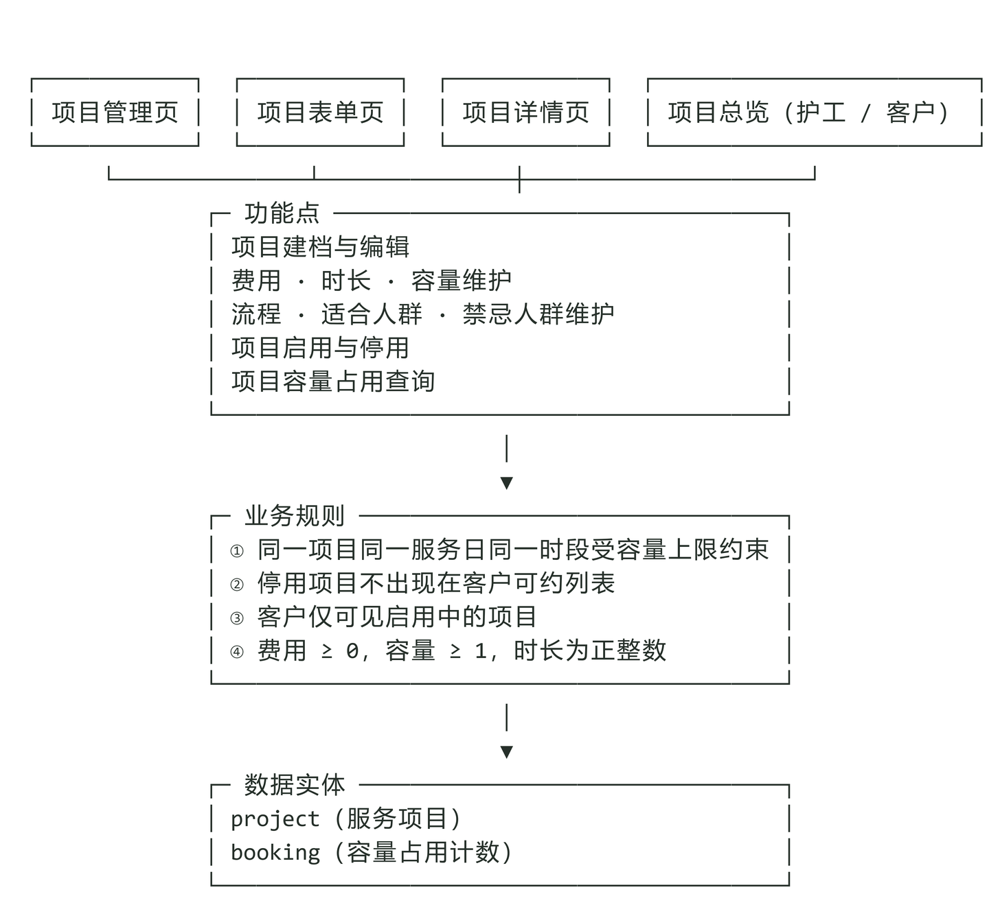 项目管理页
项目表单页
项目详情页
项目总览（护工 / 客户）
功能点
项目建档与编辑
费用 · 时长 · 容量维护
流程 · 适合人群 · 禁忌人群维护
项目启用与停用
项目容量占用查询
业务规则
① 同一项目同一服务日同一时段受容量上限约束
② 停用项目不出现在客户可约列表
③ 客户仅可见启用中的项目
④ 费用 ≥ 0，容量 ≥ 1，时长为正整数
数据实体
project（服务项目）
booking（容量占用计数）